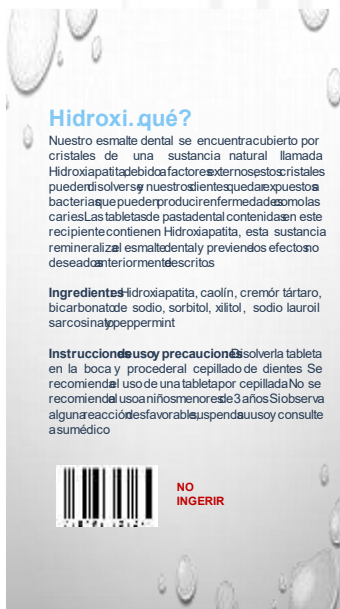 Hidroxi..qué?
Nuestro esmalte dental se encuentra cubierto por
cristales de una sustancia natural llamada
Hidroxiapatita, debido a factores externos, estos cristales
pueden disolverse y nuestros dientes quedar expuestos a
bacterias que pueden producir enfermedades como las
caries. Las tabletas de pasta dental contenidas en este
recipiente contienen Hidroxiapatita, esta sustancia
remineraliza el esmalte dental y previene los efectos no
deseados anteriormente descritos.
Ingredientes: Hidroxiapatita, caolín, cremór tártaro,
bicarbonato de sodio, sorbitol, xilitol, sodio lauroil
sarcosinato y peppermint
Instrucciones de uso y precauciones: Disolver la tableta
en la boca y proceder al cepillado de dientes. Se
recomienda el uso de una tableta por cepillada. No se
recomienda el uso a niños menores de 3 años. Si observa
alguna reacción desfavorable, suspenda su uso y consulte
a su médico
NO
INGERIR